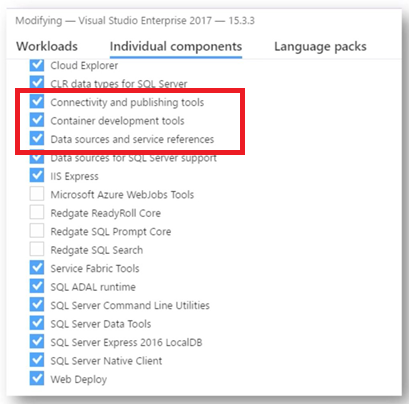 Modifying — Visual Studio Enterprise 2017 — 15.3.3
Workloads Individual components Language packs
Cloud Explorer
CLR data types for SQL Server
Connectivity and publishing tools
Container development tools
Data sources and service references
Data sources for SQL Server support
IIS Express
Microsoft Azure WebJobs Tools
Redgate ReadyRoll Core
Redgate SQL Prompt Core
Redgate SQL Search
Service Fabric Tools
SQL ADAL runtime
SQL Server Command Line Utilities
SQL Server Data Tools
SQL Server Express 2016 LocalDB
SQL Server Native Client
Web Deploy